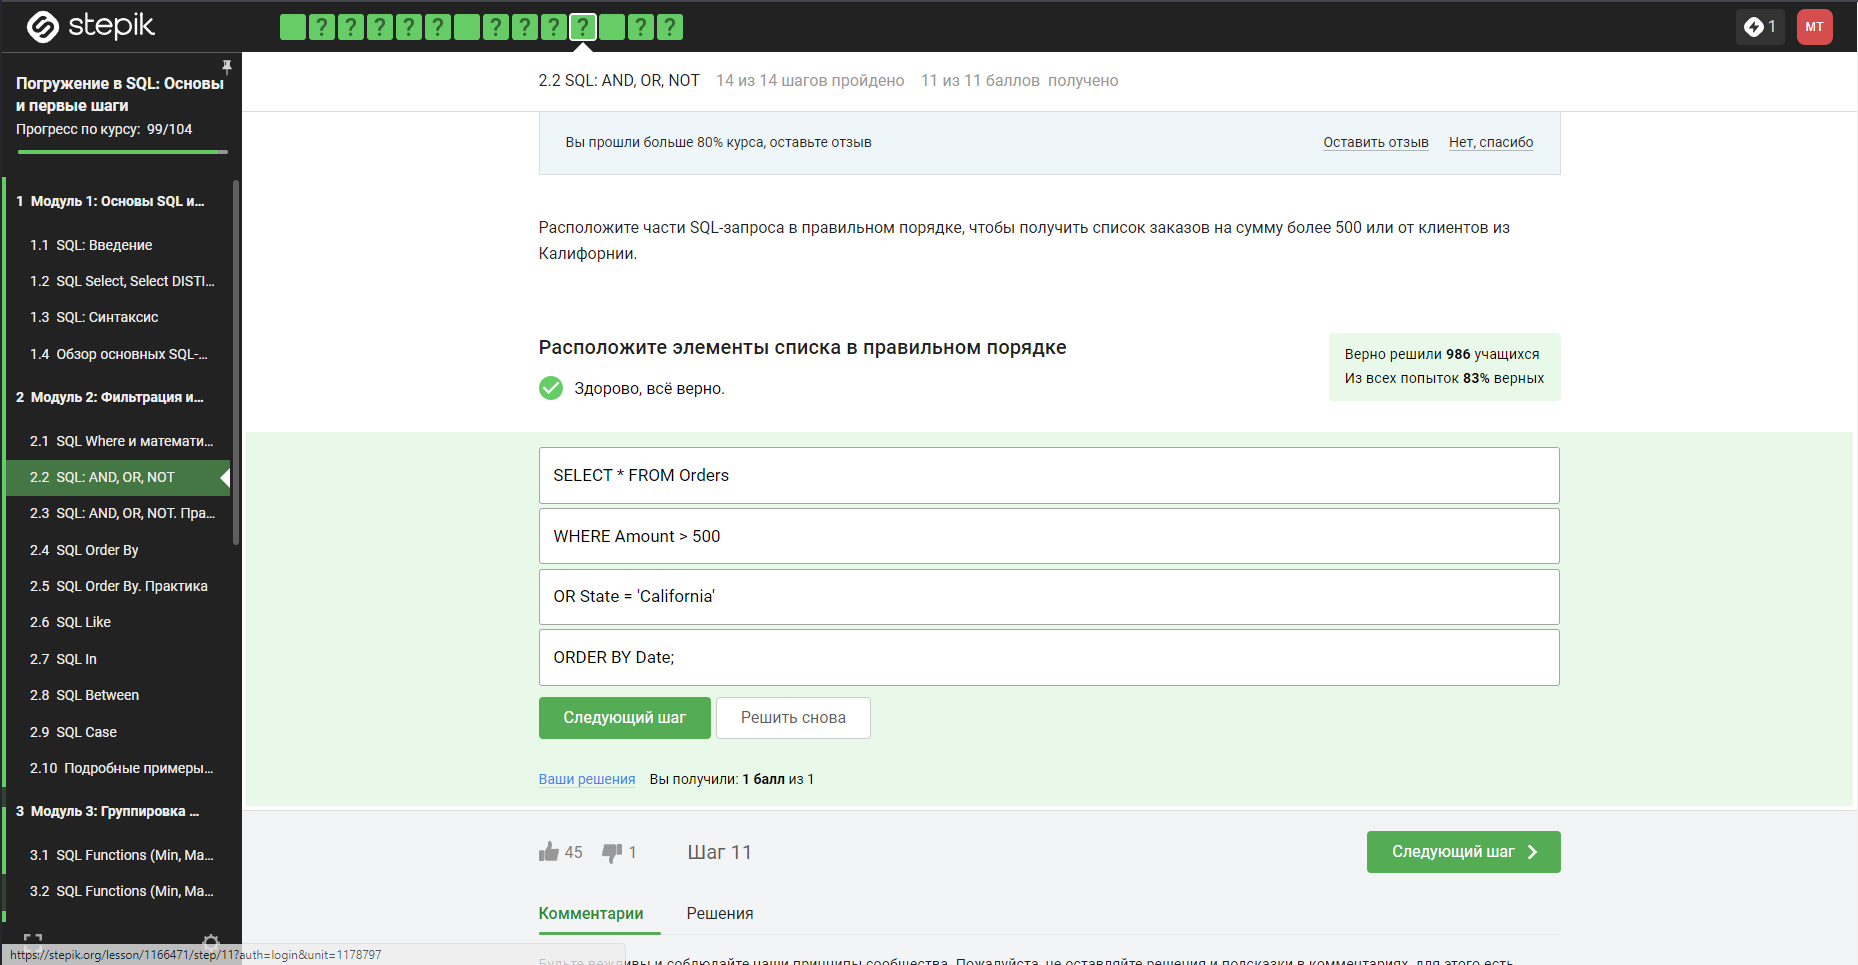 stepik
? ? ? ? ? ? ? ? ? ? ? ?
1
MT
Погружение в SQL: Основы
и первые шаги
Прогресс по курсу: 99/104
1 Модуль 1: Основы SQL и...
1.1 SQL: Введение
1.2 SQL Select, Select DISTI...
1.3 SQL: Синтаксис
1.4 Обзор основных SQL-...
2 Модуль 2: Фильтрация и...
2.1 SQL Where и математи...
2.2 SQL: AND, OR, NOT
2.3 SQL: AND, OR, NOT. Пра...
2.4 SQL Order By
2.5 SQL Order By. Практика
2.6 SQL Like
2.7 SQL In
2.8 SQL Between
2.9 SQL Case
2.10 Подробные примеры...
3 Модуль 3: Группировка ...
3.1 SQL Functions (Min, Ma...
3.2 SQL Functions (Min, Ma...
2.2 SQL: AND, OR, NOT 14 из 14 шагов пройдено 11 из 11 баллов получено
Вы прошли больше 80% курса, оставьте отзыв Оставить отзыв Нет, спасибо
Расположите части SQL-запроса в правильном порядке, чтобы получить список заказов на сумму более 500 или от клиентов из
Калифорнии.
Расположите элементы списка в правильном порядке
Здорово, всё верно.
Верно решили 986 учащихся
Из всех попыток 83% верных
SELECT * FROM Orders
WHERE Amount > 500
OR State = 'California'
ORDER BY Date;
Следующий шаг Решить снова
Ваши решения Вы получили: 1 балл из 1
45 1 Шаг 11 Следующий шаг
Комментарии Решения
Будьте вежливы и соблюдайте наши принципы сообщества. Пожалуйста, не оставляйте решения и подсказки в комментариях, для этого есть
https://stepik.org/lesson/1166471/step/11?auth=login&unit=1178797